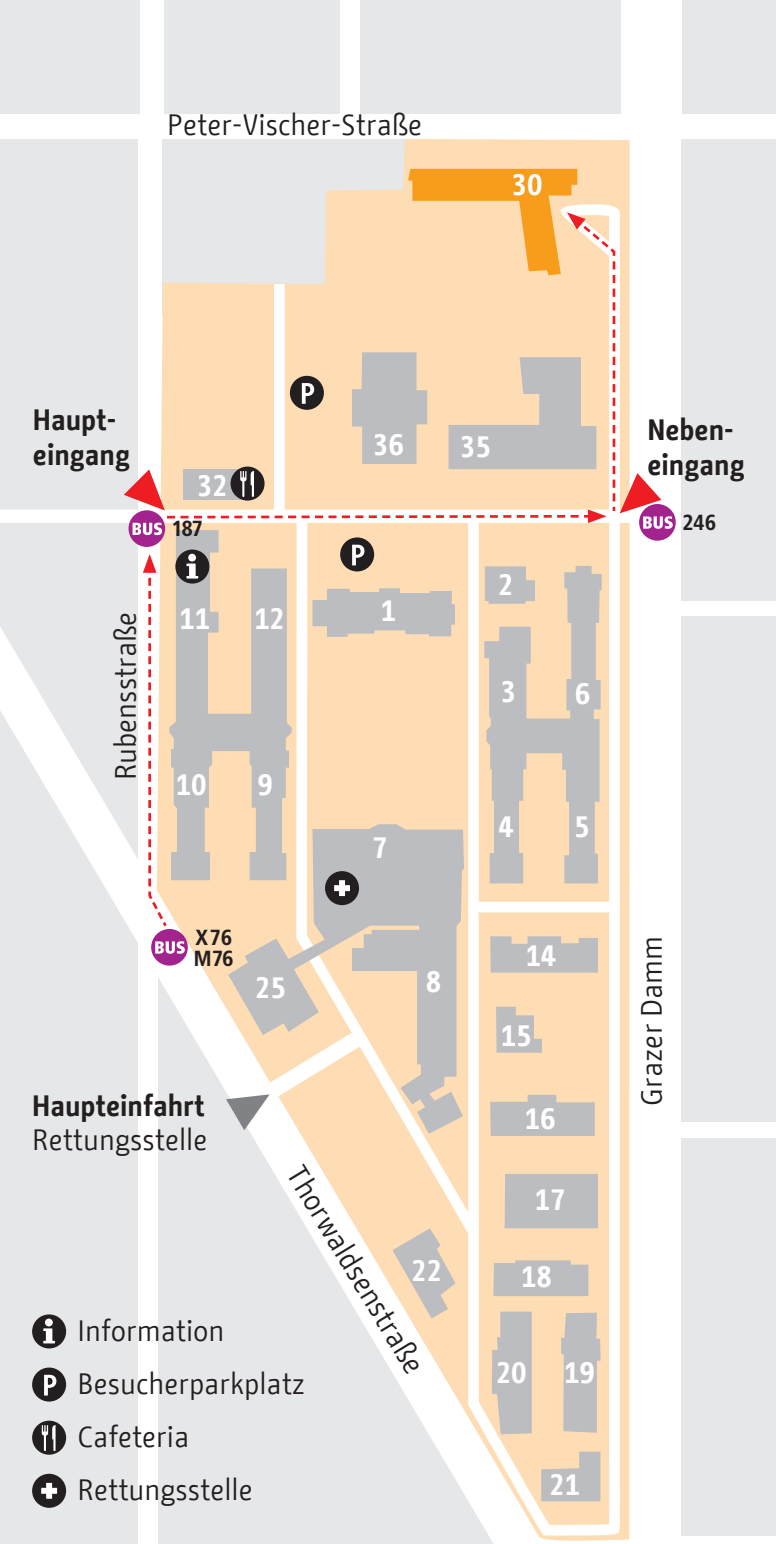 Peter-Vischer-Straße
30
P
Haupt-
eingang
36
35
Neben-
eingang
32
BUS 187
BUS 246
i
P
2
11
12
1
Rubensstraße
3
6
10
9
4
5
7
BUS X76
M76
25
8
14
15
Grazer Damm
Haupteinfahrt
Rettungsstelle
16
17
Thorwaldsenstraße
22
18
20
19
21
i Information
P Besucherparkplatz
Cafeteria
Rettungsstelle